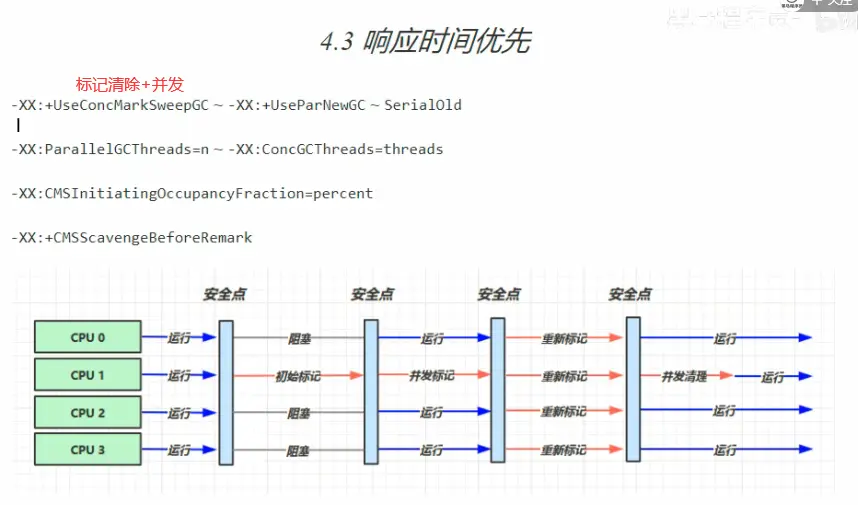 4.3 响应时间优先
标记清除+并发
-XX:+UseConcMarkSweepGC ~ -XX:+UseParNewGC ~ SerialOld
-XX:ParallelGCThreads=n ~ -XX:ConcGCThreads=threads
-XX:CMSInitiatingOccupancyFraction=percent
-XX:+CMSScavengeBeforeRemark
安全点 安全点 安全点 安全点
CPU 0 运行 阻塞 运行 重新标记 运行
CPU 1 运行 初始标记 并发标记 重新标记 并发清理 运行
CPU 2 运行 阻塞 运行 重新标记 运行
CPU 3 运行 阻塞 运行 重新标记 运行